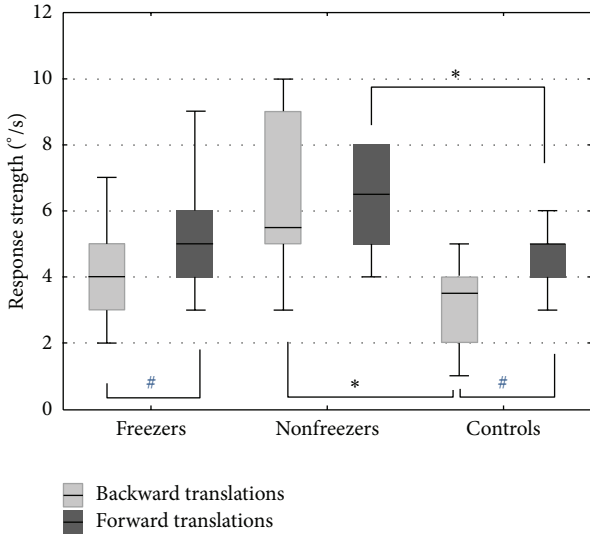 12
10
8
6
4
2
0
Response strength (°/s)
*
#
*
#
Freezers
Nonfreezers
Controls
Backward translations
Forward translations